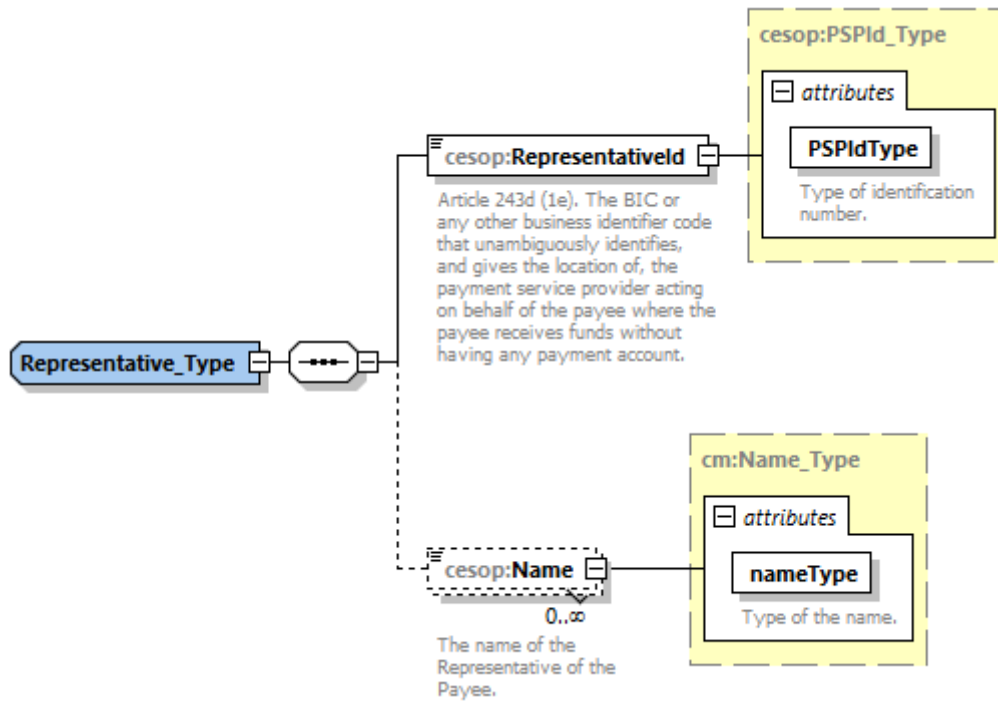 cesop:PSPId_Type
attributes
cesop:RepresentativeId
PSPIdType
Type of identification
number.
Article 243d (1e). The BIC or
any other business identifier code
that unambiguously identifies,
and gives the location of, the
payment service provider acting
on behalf of the payee where the
payee receives funds without
having any payment account.
Representative_Type
cm:Name_Type
attributes
cesop:Name
nameType
Type of the name.
0..∞
The name of the
Representative of the
Payee.